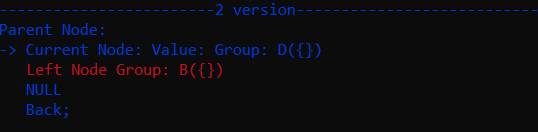 ------------------------2 version---------------------------
Parent Node:
-> Current Node: Value: Group: D({})
Left Node Group: B({})
NULL
Back;